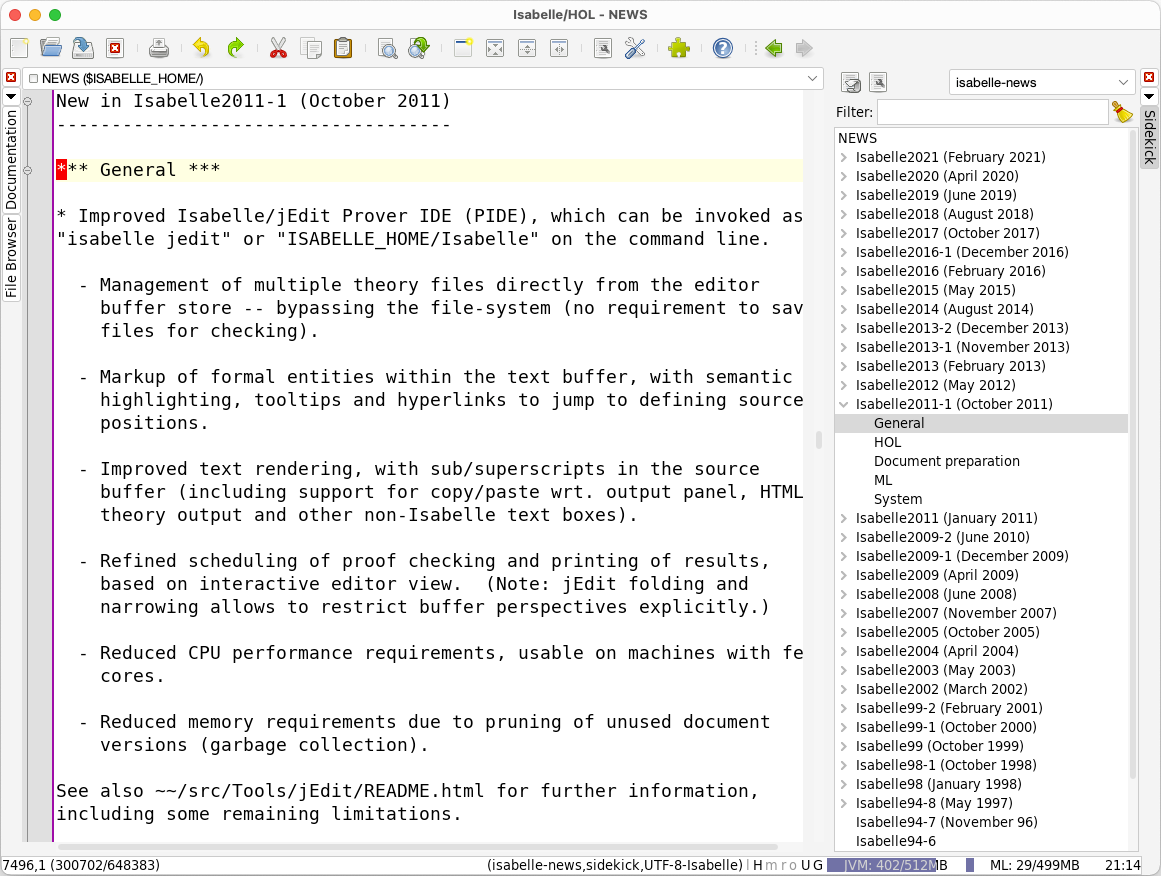 Isabelle/HOL - NEWS
NEWS ($ISABELLE_HOME/)
isabelle-news
Filter:
Documentation
File Browser
Sidekick
New in Isabelle2011-1 (October 2011)
------------------------------------
*** General ***
* Improved Isabelle/jEdit Prover IDE (PIDE), which can be invoked as
"isabelle jedit" or "ISABELLE_HOME/Isabelle" on the command line.
- Management of multiple theory files directly from the editor
buffer store -- bypassing the file-system (no requirement to sav
files for checking).
- Markup of formal entities within the text buffer, with semantic
highlighting, tooltips and hyperlinks to jump to defining source
positions.
- Improved text rendering, with sub/superscripts in the source
buffer (including support for copy/paste wrt. output panel, HTML
theory output and other non-Isabelle text boxes).
- Refined scheduling of proof checking and printing of results,
based on interactive editor view.  (Note: jEdit folding and
narrowing allows to restrict buffer perspectives explicitly.)
- Reduced CPU performance requirements, usable on machines with fe
cores.
- Reduced memory requirements due to pruning of unused document
versions (garbage collection).
See also ~~/src/Tools/jEdit/README.html for further information,
including some remaining limitations.
NEWS
Isabelle2021 (February 2021)
Isabelle2020 (April 2020)
Isabelle2019 (June 2019)
Isabelle2018 (August 2018)
Isabelle2017 (October 2017)
Isabelle2016-1 (December 2016)
Isabelle2016 (February 2016)
Isabelle2015 (May 2015)
Isabelle2014 (August 2014)
Isabelle2013-2 (December 2013)
Isabelle2013-1 (November 2013)
Isabelle2013 (February 2013)
Isabelle2012 (May 2012)
Isabelle2011-1 (October 2011)
General
HOL
Document preparation
ML
System
Isabelle2011 (January 2011)
Isabelle2009-2 (June 2010)
Isabelle2009-1 (December 2009)
Isabelle2009 (April 2009)
Isabelle2008 (June 2008)
Isabelle2007 (November 2007)
Isabelle2005 (October 2005)
Isabelle2004 (April 2004)
Isabelle2003 (May 2003)
Isabelle2002 (March 2002)
Isabelle99-2 (February 2001)
Isabelle99-1 (October 2000)
Isabelle99 (October 1999)
Isabelle98-1 (October 1998)
Isabelle98 (January 1998)
Isabelle94-8 (May 1997)
Isabelle94-7 (November 96)
Isabelle94-6
7496,1 (300702/648383) (isabelle-news,sidekick,UTF-8-Isabelle) l H m r o U G JVM: 402/512MB ML: 29/499MB 21:14